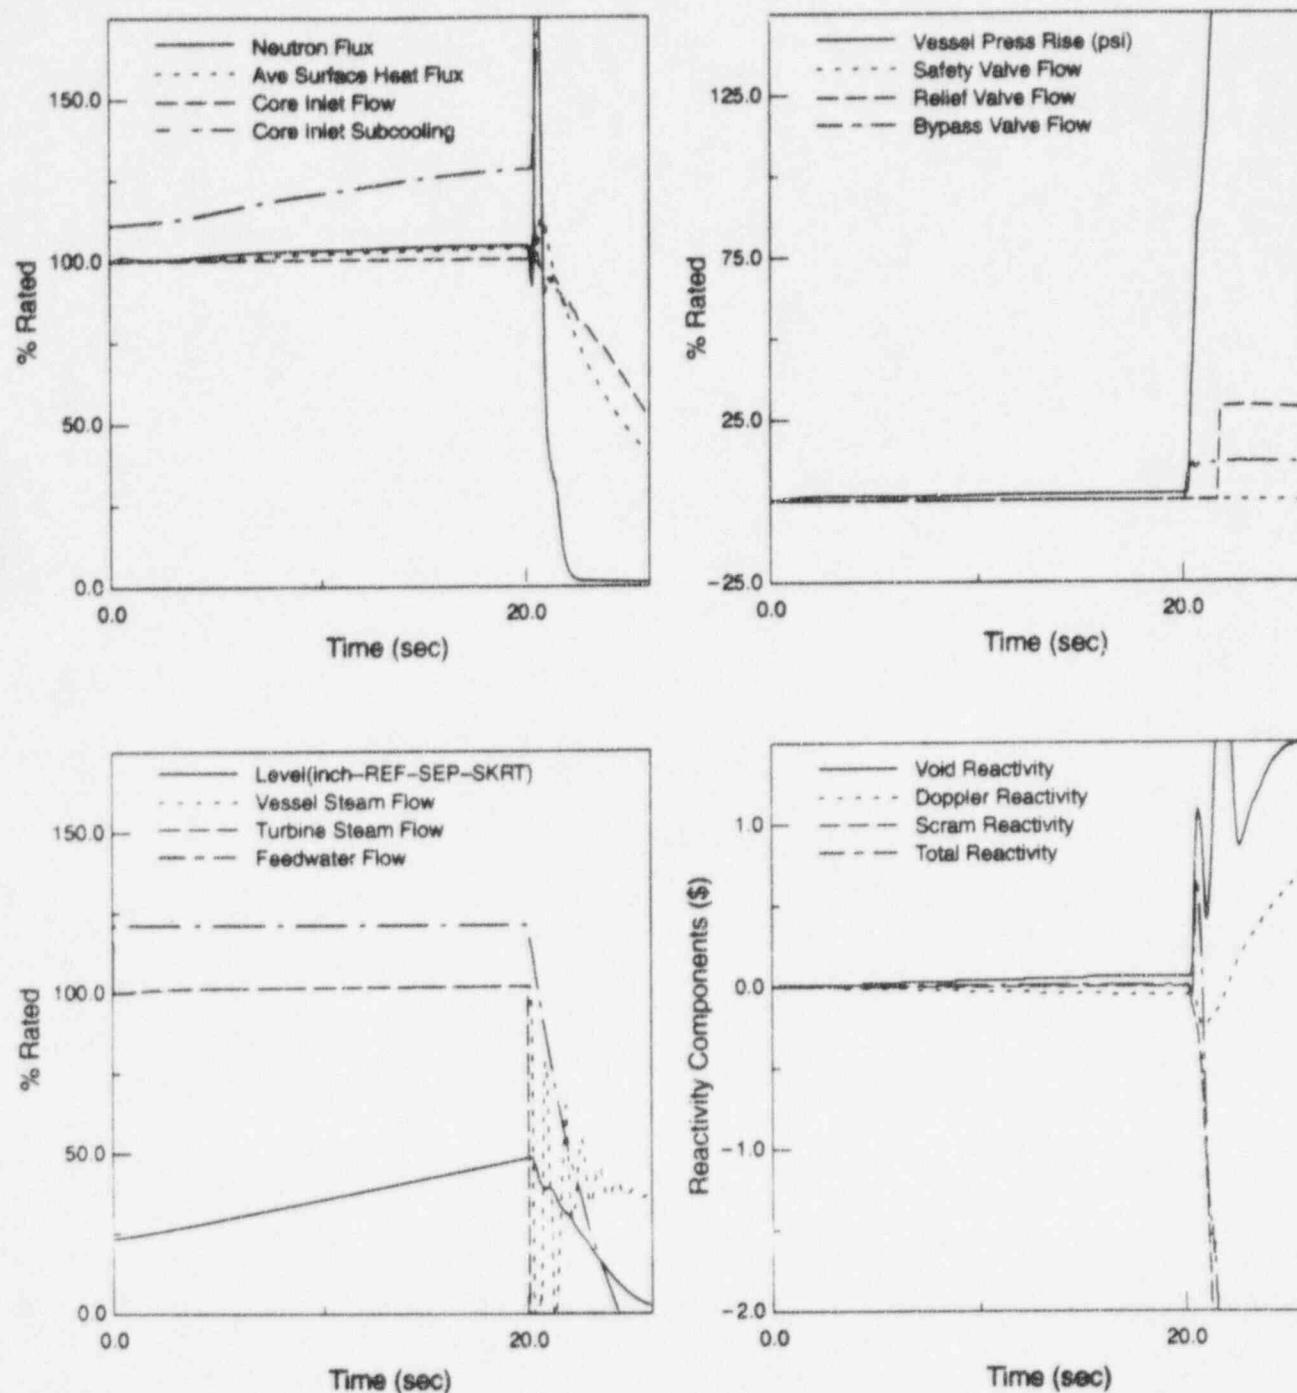 Neutron Flux
Ave Surface Heat Flux
Core Inlet Flow
Core Inlet Subcooling
150.0
100.0
50.0
0.0
% Rated
0.0
20.0
Time (sec)
Vessel Press Rise (psi)
Safety Valve Flow
Relief Valve Flow
Bypass Valve Flow
125.0
75.0
25.0
−25.0
% Rated
0.0
20.0
Time (sec)
Level(inch−REF−SEP−SKRT)
Vessel Steam Flow
Turbine Steam Flow
Feedwater Flow
150.0
100.0
50.0
0.0
% Rated
0.0
20.0
Time (sec)
Void Reactivity
Doppler Reactivity
Scram Reactivity
Total Reactivity
1.0
0.0
−1.0
−2.0
Reactivity Components ($)
0.0
20.0
Time (sec)